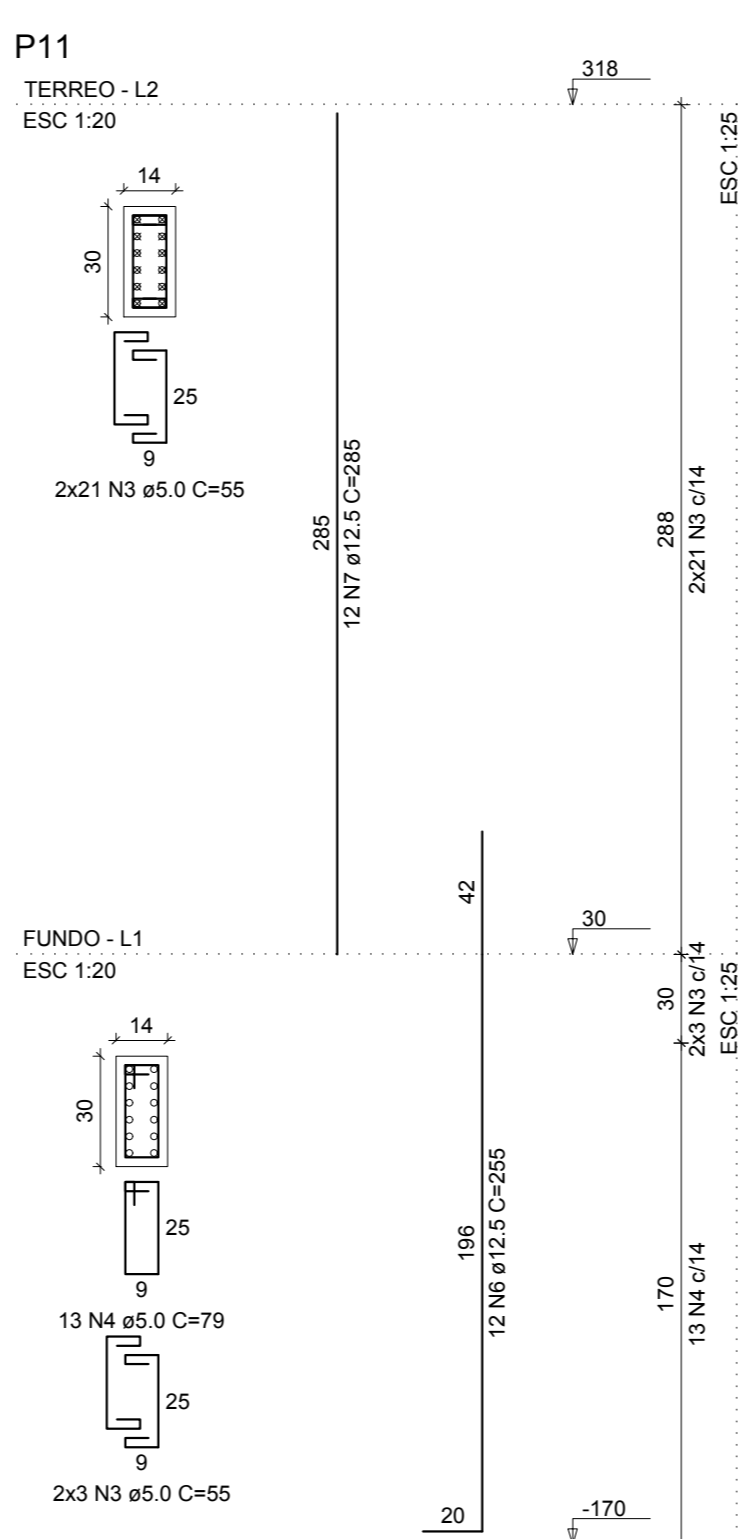 P11
TERREO - L2
318
ESC 1:20
ESC 1:25
14
30
25
9
2x21 N3 ø5.0 C=55
285
12 N7 ø12.5 C=285
288
2x21 N3 c/14
42
FUNDO - L1
30
ESC 1:20
30
2x3 N3 c/14
ESC 1:25
14
30
25
9
13 N4 ø5.0 C=79
196
12 N6 ø12.5 C=255
170
13 N4 c/14
25
9
2x3 N3 ø5.0 C=55
20
-170